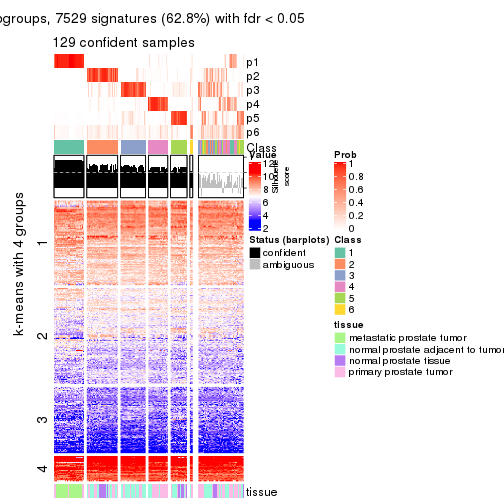 ogroups, 7529 signatures (62.8%) with fdr < 0.05
129 confident samples
p1
p2
p3
p4
p5
p6
Class
Value
12
10
8
6
4
2
silhouette
score
Prob
1
0.8
0.6
0.4
0.2
0
Status (barplots)
confident
ambiguous
Class
1
2
3
4
5
6
tissue
metastatic prostate tumor
normal prostate adjacent to tumor
normal prostate tissue
primary prostate tumor
k-means with 4 groups
1
2
3
4
tissue